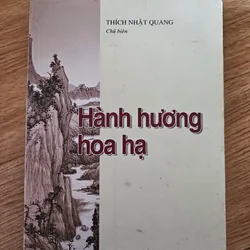 THÍCH NHẬT QUANG
Chủ biên
Hành hương
hoa hạ